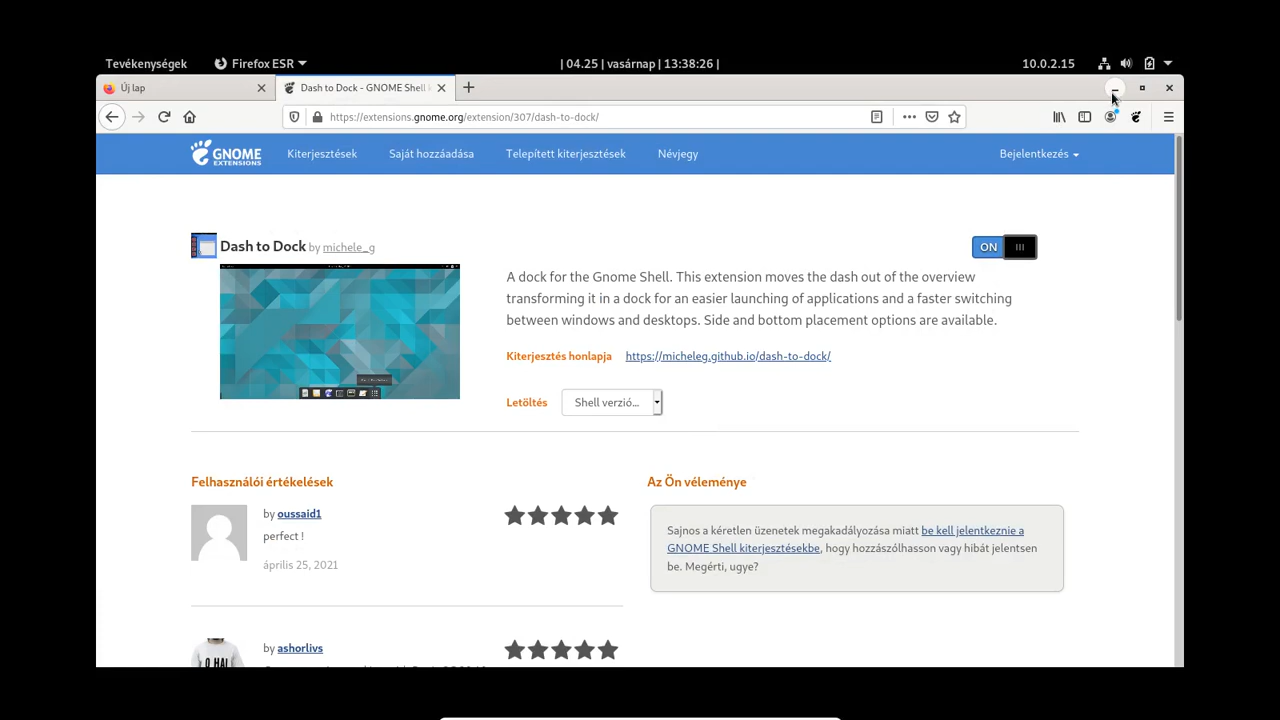 Tevékenységek Firefox ESR | 04.25 | vasárnap | 13:38:26 | 10.0.2.15
Új lap Dash to Dock - GNOME Shell
https://extensions.gnome.org/extension/307/dash-to-dock/
GNOME EXTENSIONS Kiterjesztések Saját hozzáadása Telepített kiterjesztések Névjegy Bejelentkezés
Dash to Dock by michele_g ON
A dock for the Gnome Shell. This extension moves the dash out of the overview
transforming it in a dock for an easier launching of applications and a faster switching
between windows and desktops. Side and bottom placement options are available.
Kiterjesztés honlapja https://micheleg.github.io/dash-to-dock/
Letöltés Shell verzió...
Felhasználói értékelések
by oussaid1
perfect !
április 25, 2021
by ashorlivs
O HAI
Az Ön véleménye
Sajnos a kéretlen üzenetek megakadályozása miatt be kell jelentkeznie a
GNOME Shell kiterjesztésekbe, hogy hozzászólhasson vagy hibát jelentsen
be. Megérti, ugye?